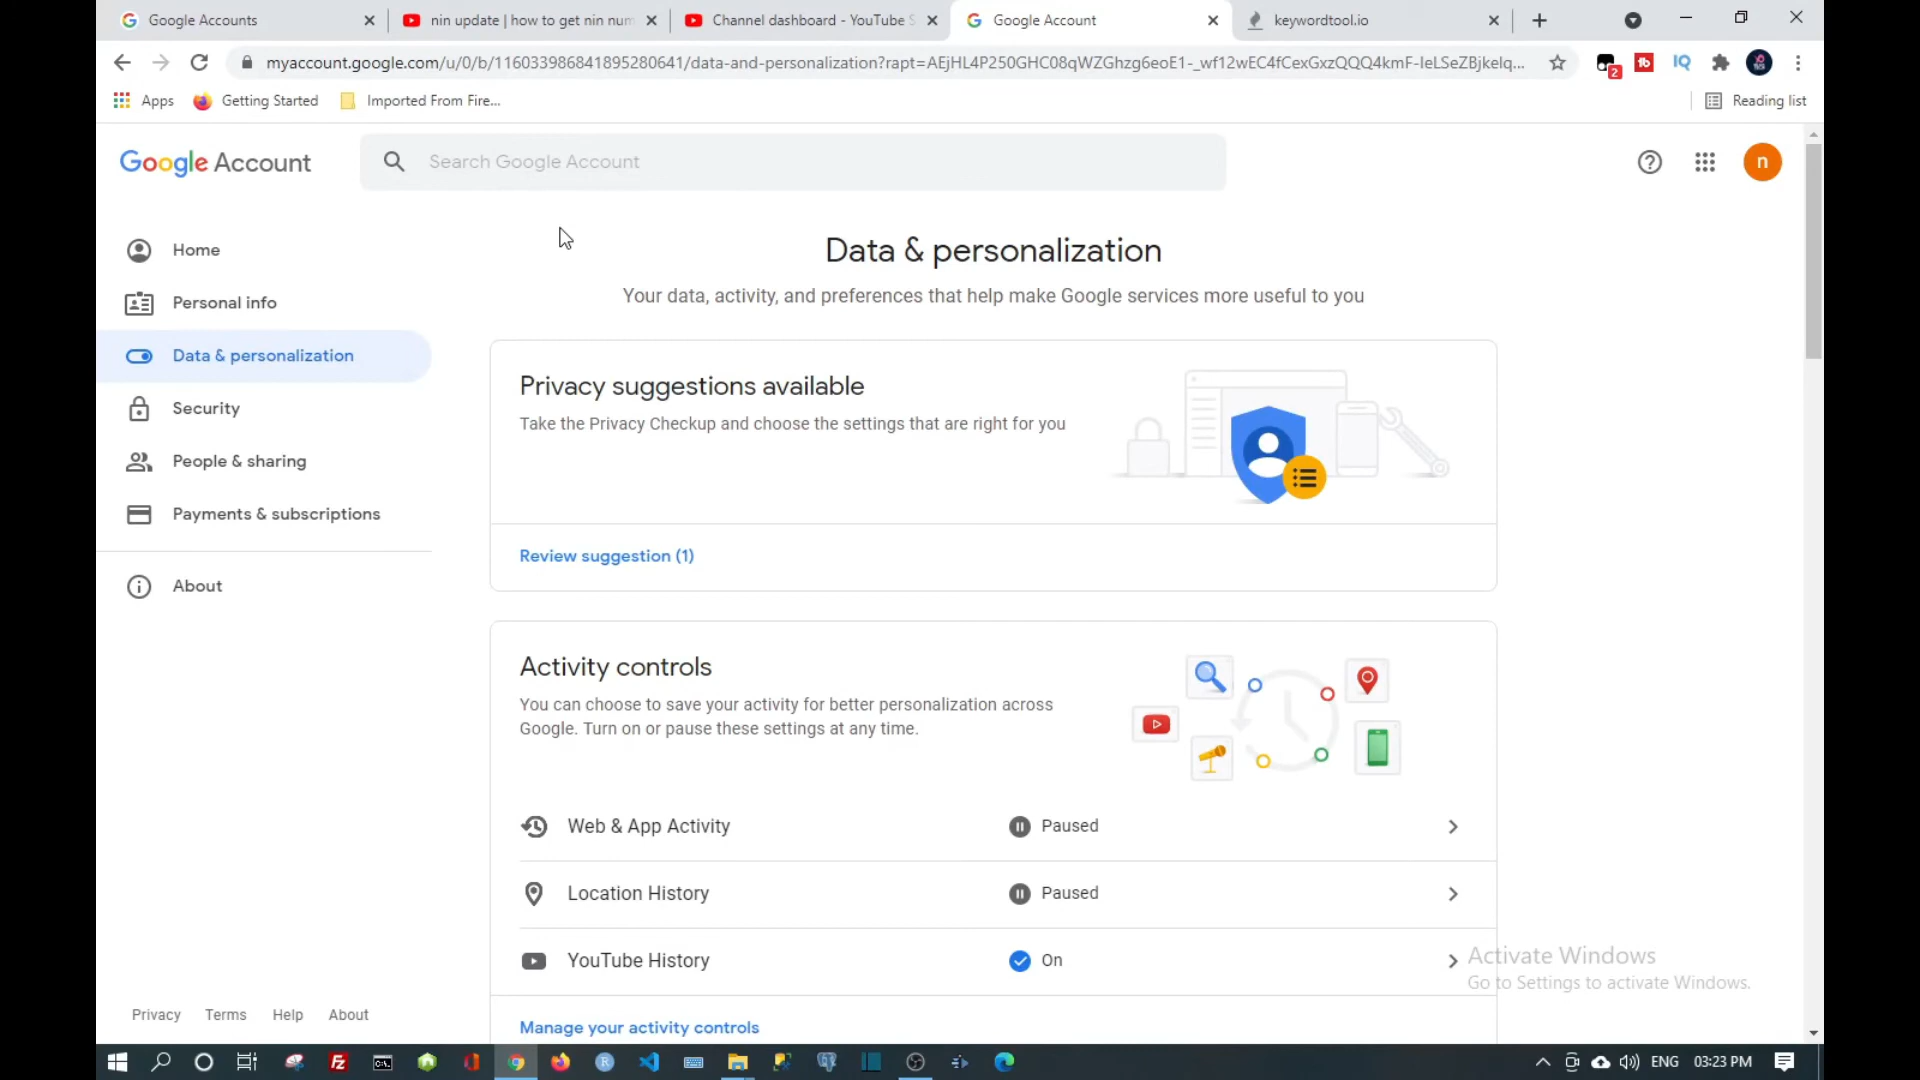 Google Accounts
nin update | how to get nin num
Channel dashboard - YouTube S
Google Account
keywordtool.io
myaccount.google.com/u/0/b/116033986841895280641/data-and-personalization?rapt=AEjHL4P250GHC08qWZGhzg6eoE1-_wf12wEC4fCexGxzQQQ4kmF-IeLSeZBjkelq...
2
IQ
Apps
Getting Started
Imported From Fire...
Reading list
Google Account
Search Google Account
n
Home
Personal info
Data & personalization
Security
People & sharing
Payments & subscriptions
About
Privacy Terms Help About
Data & personalization
Your data, activity, and preferences that help make Google services more useful to you
Privacy suggestions available
Take the Privacy Checkup and choose the settings that are right for you
Review suggestion (1)
Activity controls
You can choose to save your activity for better personalization across
Google. Turn on or pause these settings at any time.
Web & App Activity
Paused
Location History
Paused
YouTube History
On
Manage your activity controls
Activate Windows
Go to Settings to activate Windows.
ENG
03:23 PM